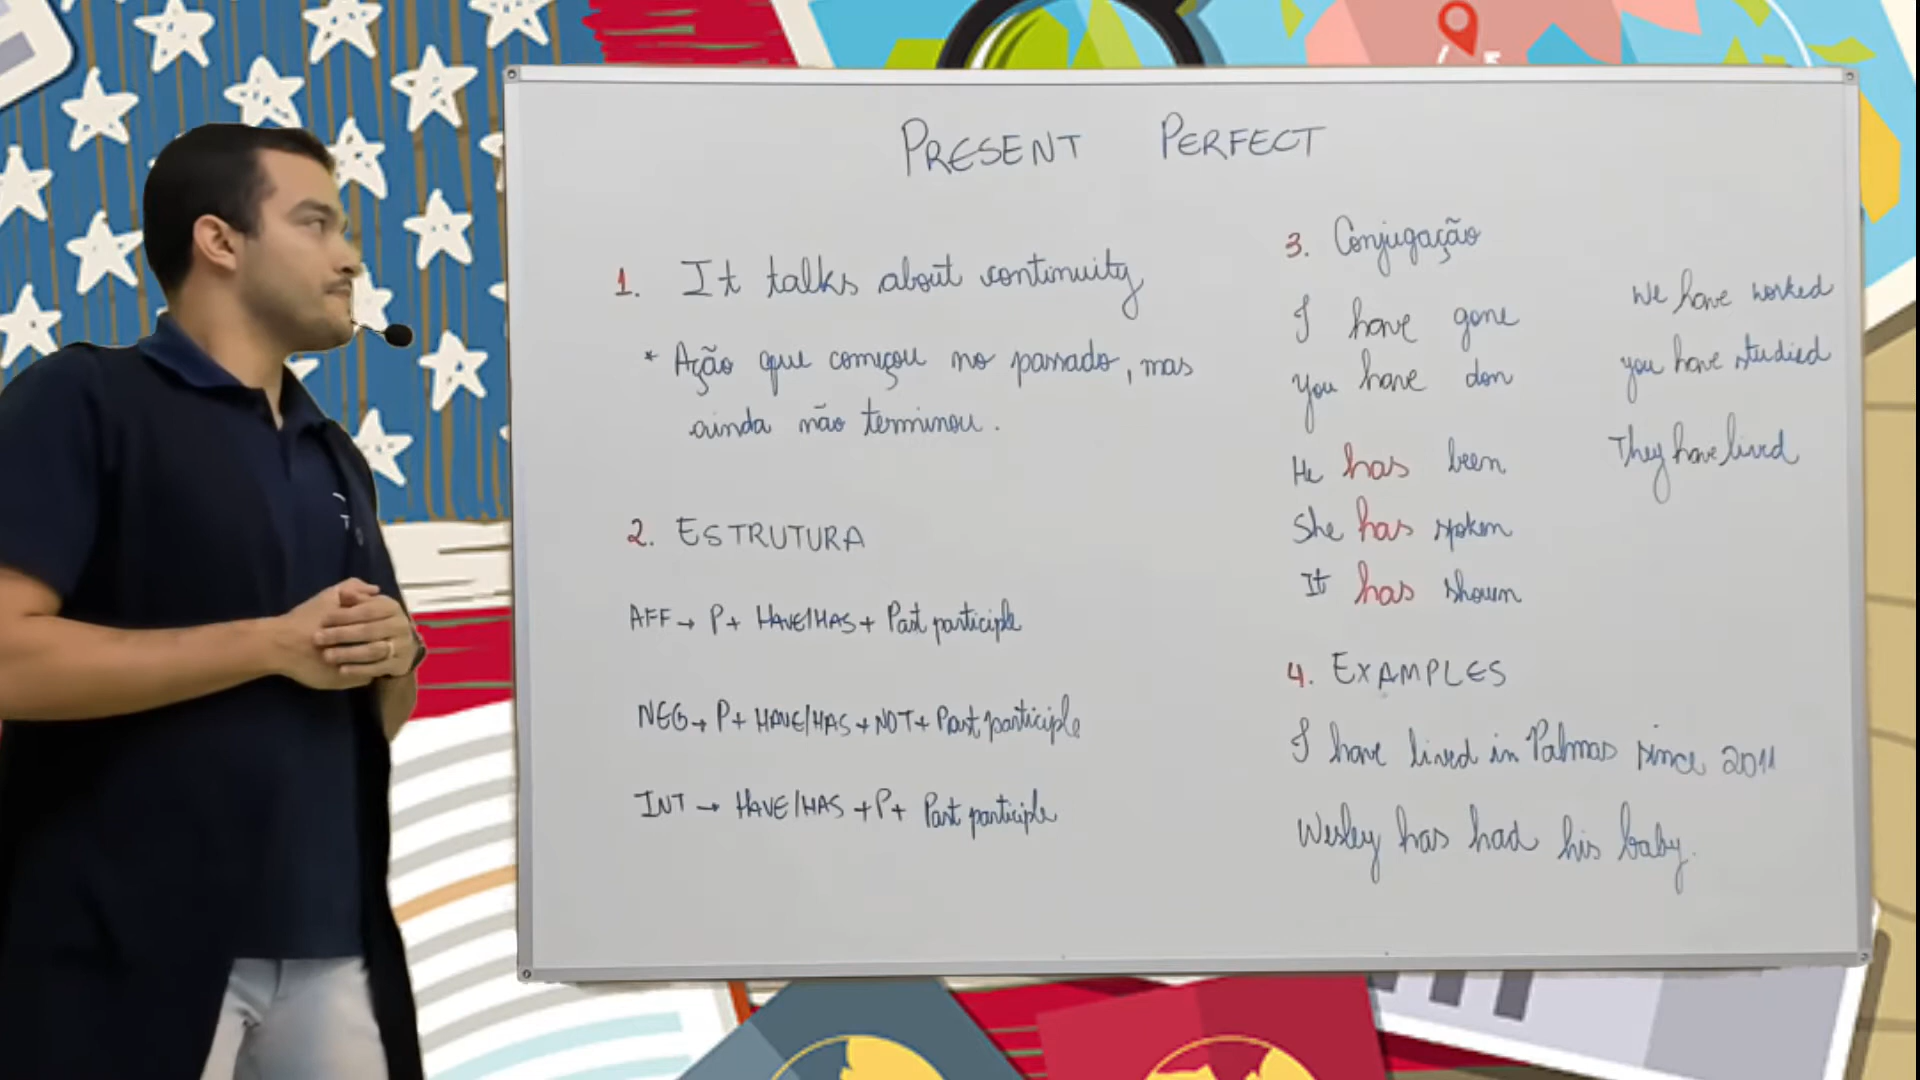 PRESENT PERFECT
1. It talks about continuity
* Ação que começou no passado, mas
ainda não terminou.
2. ESTRUTURA
AFF → P+ HAVE/HAS + Past participle
NEG → P+ HAVE/HAS + NOT + Past participle
INT → HAVE/HAS + P + Past participle
3. Conjugação
I have gone
You have don
He has been
She has spoken
It has shown
We have worked
you have studied
They have lived
4. EXAMPLES
I have lived in Palmas since 2011
Wesley has had his baby.